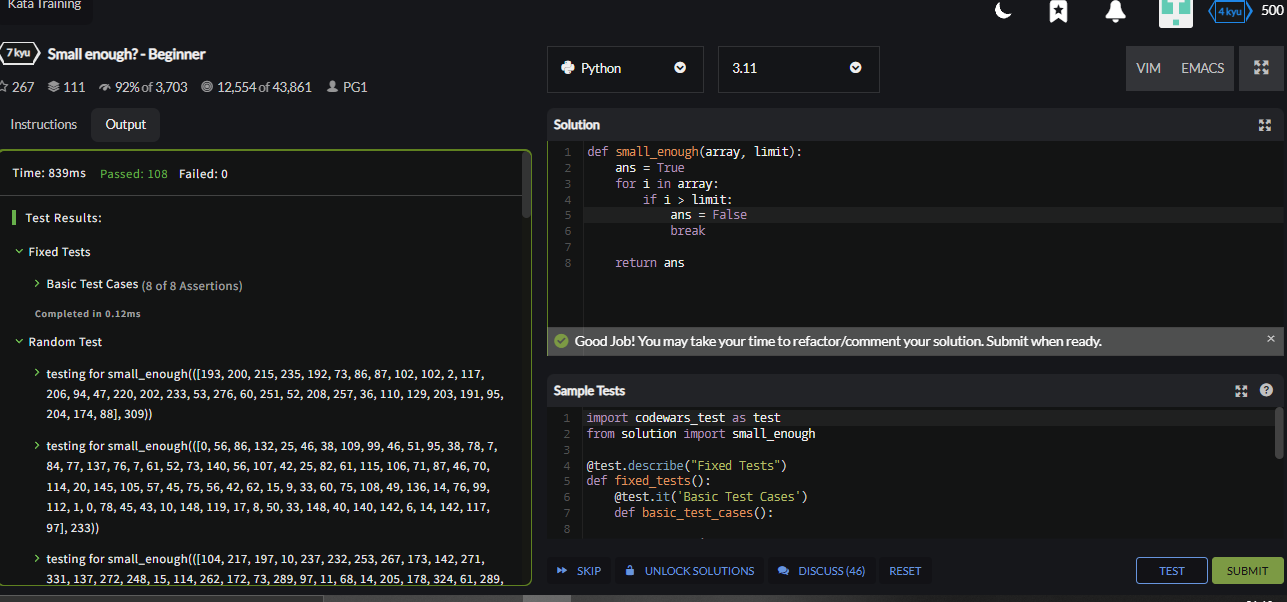 Kata Training
4 kyu 500
7 kyu Small enough? - Beginner
267 111 92% of 3,703 12,554 of 43,861 PG1
Instructions Output
Time: 839ms Passed: 108 Failed: 0
Test Results:
Fixed Tests
Basic Test Cases (8 of 8 Assertions)
Completed in 0.12ms
Random Test
testing for small_enough(([193, 200, 215, 235, 192, 73, 86, 87, 102, 102, 2, 117,
206, 94, 47, 220, 202, 233, 53, 276, 60, 251, 52, 208, 257, 36, 110, 129, 203, 191, 95,
204, 174, 88], 309))
testing for small_enough(([0, 56, 86, 132, 25, 46, 38, 109, 99, 46, 51, 95, 38, 78, 7,
84, 77, 137, 76, 7, 61, 52, 73, 140, 56, 107, 42, 25, 82, 61, 115, 106, 71, 87, 46, 70,
114, 20, 145, 105, 57, 45, 75, 56, 42, 62, 15, 9, 33, 60, 75, 108, 49, 136, 14, 76, 99,
112, 1, 0, 78, 45, 43, 10, 148, 119, 17, 8, 50, 33, 148, 40, 140, 142, 6, 14, 142, 117,
97], 233))
testing for small_enough(([104, 217, 197, 10, 237, 232, 253, 267, 173, 142, 271,
331, 137, 272, 248, 15, 114, 262, 172, 73, 289, 97, 11, 68, 14, 205, 178, 324, 61, 289,
Python 3.11 VIM EMACS
Solution
1 def small_enough(array, limit):
2 ans = True
3 for i in array:
4 if i > limit:
5 ans = False
6 break
7
8 return ans
Good Job! You may take your time to refactor/comment your solution. Submit when ready.
Sample Tests
1 import codewars_test as test
2 from solution import small_enough
3
4 @test.describe("Fixed Tests")
5 def fixed_tests():
6 @test.it('Basic Test Cases')
7 def basic_test_cases():
8
SKIP UNLOCK SOLUTIONS DISCUSS (46) RESET TEST SUBMIT